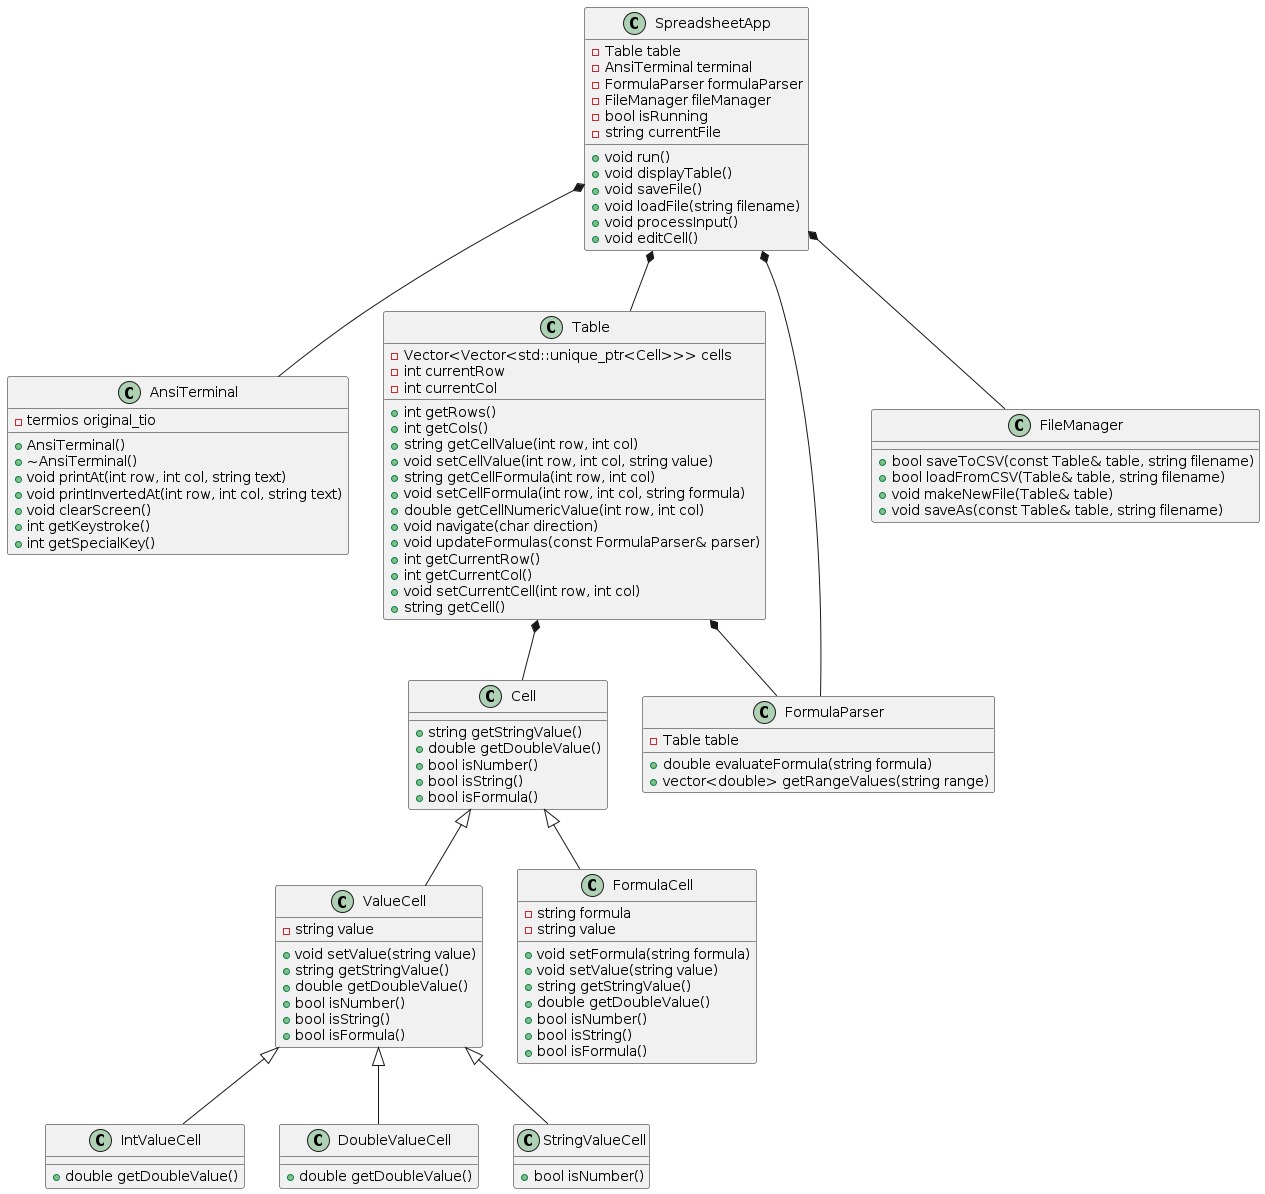 C SpreadsheetApp
Table table
AnsiTerminal terminal
FormulaParser formulaParser
FileManager fileManager
bool isRunning
string currentFile
void run()
void displayTable()
void saveFile()
void loadFile(string filename)
void processInput()
void editCell()
C Table
Vector<Vector<std::unique_ptr<Cell>>> cells
int currentRow
int currentCol
int getRows()
int getCols()
string getCellValue(int row, int col)
void setCellValue(int row, int col, string value)
string getCellFormula(int row, int col)
void setCellFormula(int row, int col, string formula)
double getCellNumericValue(int row, int col)
void navigate(char direction)
void updateFormulas(const FormulaParser& parser)
int getCurrentRow()
int getCurrentCol()
void setCurrentCell(int row, int col)
string getCell()
C AnsiTerminal
termios original_tio
AnsiTerminal()
~AnsiTerminal()
void printAt(int row, int col, string text)
void printInvertedAt(int row, int col, string text)
void clearScreen()
int getKeystroke()
int getSpecialKey()
C FileManager
bool saveToCSV(const Table& table, string filename)
bool loadFromCSV(Table& table, string filename)
void makeNewFile(Table& table)
void saveAs(const Table& table, string filename)
C Cell
string getStringValue()
double getDoubleValue()
bool isNumber()
bool isString()
bool isFormula()
C FormulaParser
Table table
double evaluateFormula(string formula)
vector<double> getRangeValues(string range)
C ValueCell
string value
void setValue(string value)
string getStringValue()
double getDoubleValue()
bool isNumber()
bool isString()
bool isFormula()
C FormulaCell
string formula
string value
void setFormula(string formula)
void setValue(string value)
string getStringValue()
double getDoubleValue()
bool isNumber()
bool isString()
bool isFormula()
C IntValueCell
double getDoubleValue()
C DoubleValueCell
double getDoubleValue()
C StringValueCell
bool isNumber()